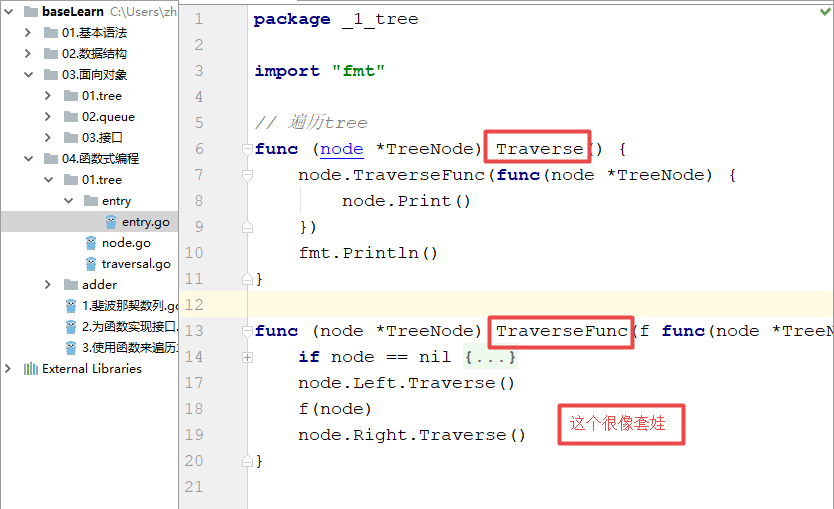 baseLearn C:\Users\zh
01.基本语法
02.数据结构
03.面向对象
01.tree
02.queue
03.接口
04.函数式编程
01.tree
entry
entry.go
node.go
traversal.go
adder
1.斐波那契数列.go
2.为函数实现接口.
3.使用函数来遍历
External Libraries
1 package _1_tree
2
3 import "fmt"
4
5 // 遍历tree
6 func (node *TreeNode) Traverse() {
7 node.TraverseFunc(func(node *TreeNode) {
8 node.Print()
9 })
10 fmt.Println()
11 }
12
13 func (node *TreeNode) TraverseFunc(f func(node *TreeN
14 if node == nil {...}
17 node.Left.Traverse()
18 f(node)
19 node.Right.Traverse()
20 }
21
这个很像套娃